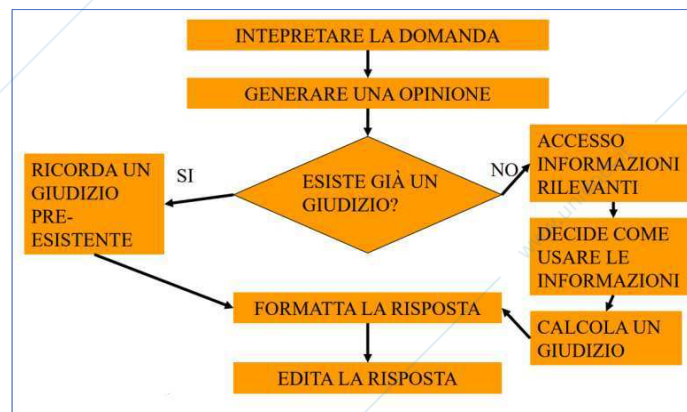 INTEPRETARE LA DOMANDA
GENERARE UNA OPINIONE
ESISTE GIÀ UN
GIUDIZIO?
SI
RICORDA UN
GIUDIZIO
PRE-
ESISTENTE
NO
ACCESSO
INFORMAZIONI
RILEVANTI
DECIDE COME
USARE LE
INFORMAZIONI
CALCOLA UN
GIUDIZIO
FORMATTA LA RISPOSTA
EDITA LA RISPOSTA